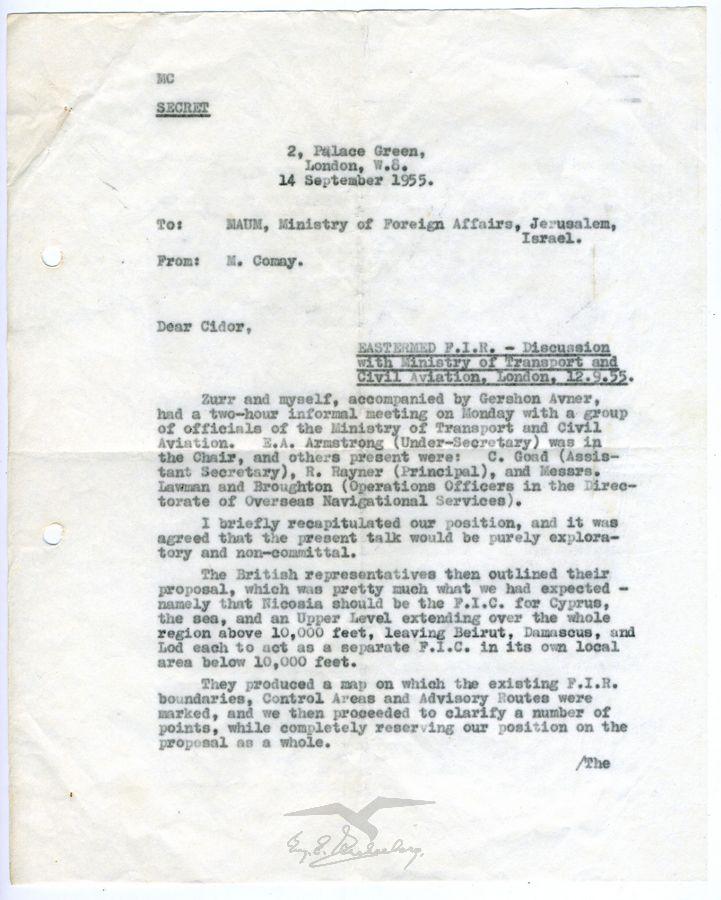 MC
SECRET
2, Palace Green,
London, W.8.
14 September 1955.
To: MAUM, Ministry of Foreign Affairs, Jerusalem,
Israel.
From: M. Comay.
Dear Cidor,
EASTERMED F.I.R. - Discussion
with Ministry of Transport and
Civil Aviation, London, 12.9.55.
Zurr and myself, accompanied by Gershon Avner,
had a two-hour informal meeting on Monday with a group
of officials of the Ministry of Transport and Civil
Aviation. E.A. Armstrong (Under-Secretary) was in
the Chair, and others present were: C. Goad (Assis-
tant Secretary), R. Rayner (Principal), and Messrs.
Lawman and Broughton (Operations Officers in the Direc-
torate of Overseas Navigational Services).
I briefly recapitulated our position, and it was
agreed that the present talk would be purely explora-
tory and non-committal.
The British representatives then outlined their
proposal, which was pretty much what we had expected -
namely that Nicosia should be the F.I.C. for Cyprus,
the sea, and an Upper Level extending over the whole
region above 10,000 feet, leaving Beirut, Damascus, and
Lod each to act as a separate F.I.C. in its own local
area below 10,000 feet.
They produced a map on which the existing F.I.R.
boundaries, Control Areas and Advisory Routes were
marked, and we then proceeded to clarify a number of
points, while completely reserving our position on the
proposal as a whole.
/The